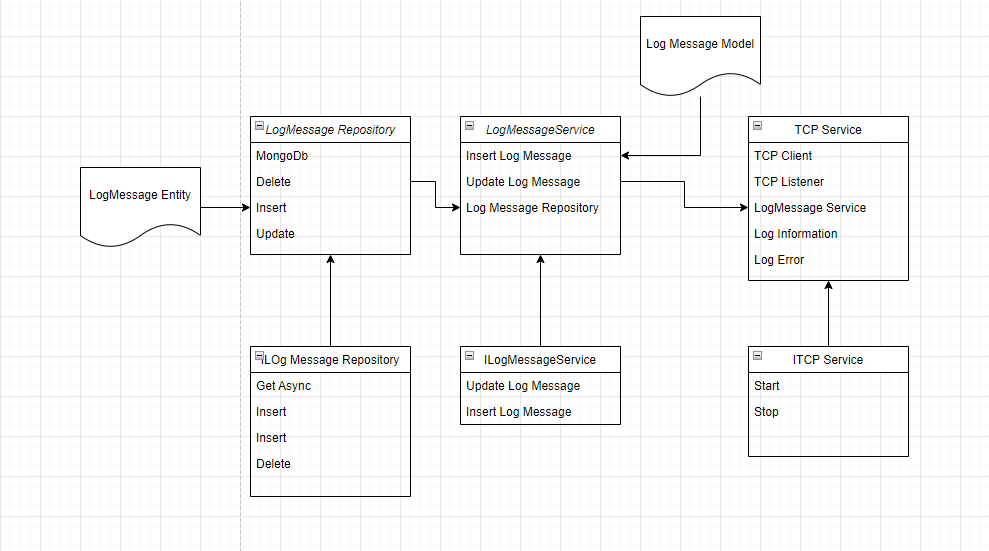 Log Message Model
LogMessage Entity
LogMessage Repository
MongoDb
Delete
Insert
Update
LogMessageService
Insert Log Message
Update Log Message
Log Message Repository
TCP Service
TCP Client
TCP Listener
LogMessage Service
Log Information
Log Error
ILOg Message Repository
Get Async
Insert
Insert
Delete
ILogMessageService
Update Log Message
Insert Log Message
ITCP Service
Start
Stop